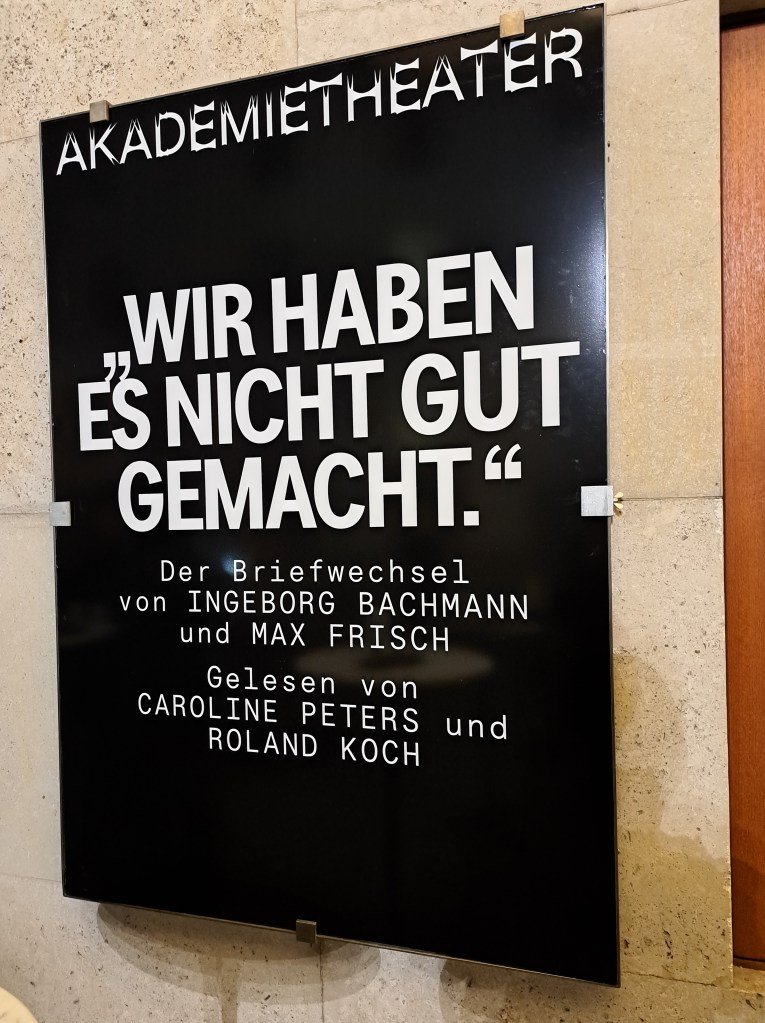 AKADEMIETHEATER
„WIR HABEN
ES NICHT GUT
GEMACHT.“
Der Briefwechsel
von INGEBORG BACHMANN
und MAX FRISCH
Gelesen von
CAROLINE PETERS und
ROLAND KOCH